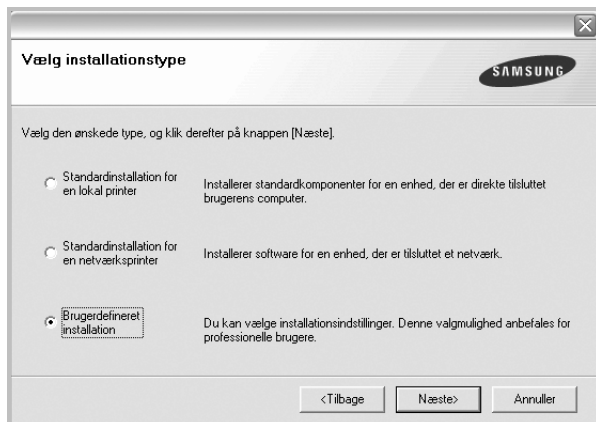 Vælg installationstype
SAMSUNG
Vælg den ønskede type, og klik derefter på knappen [Næste].
Standardinstallation for
en lokal printer
Installerer standardkomponenter for en enhed, der er direkte tilsluttet
brugerens computer.
Standardinstallation for
en netværksprinter
Installerer software for en enhed, der er tilsluttet et netværk.
Brugerdefineret
installation
Du kan vælge installationsindstillinger. Denne valgmulighed anbefales for
professionelle brugere.
<Tilbage
Næste>
Annuller